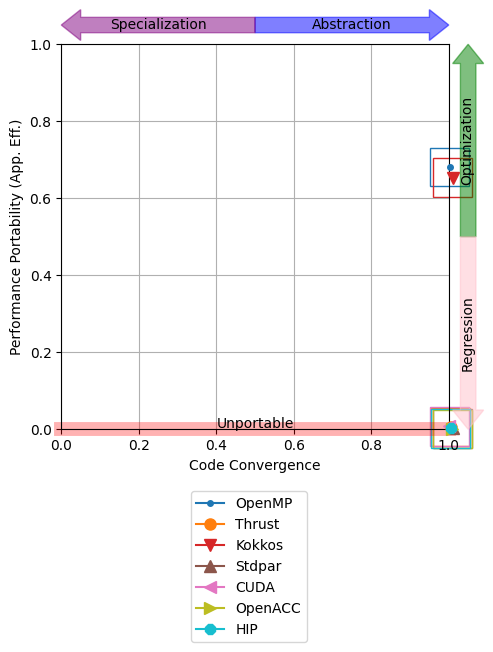 Specialization Abstraction
1.0
0.8
0.6
0.4
0.2
0.0
Performance Portability (App. Eff.)
Optimization
Regression
Unportable
0.0 0.2 0.4 0.6 0.8 1.0
Code Convergence
OpenMP
Thrust
Kokkos
Stdpar
CUDA
OpenACC
HIP